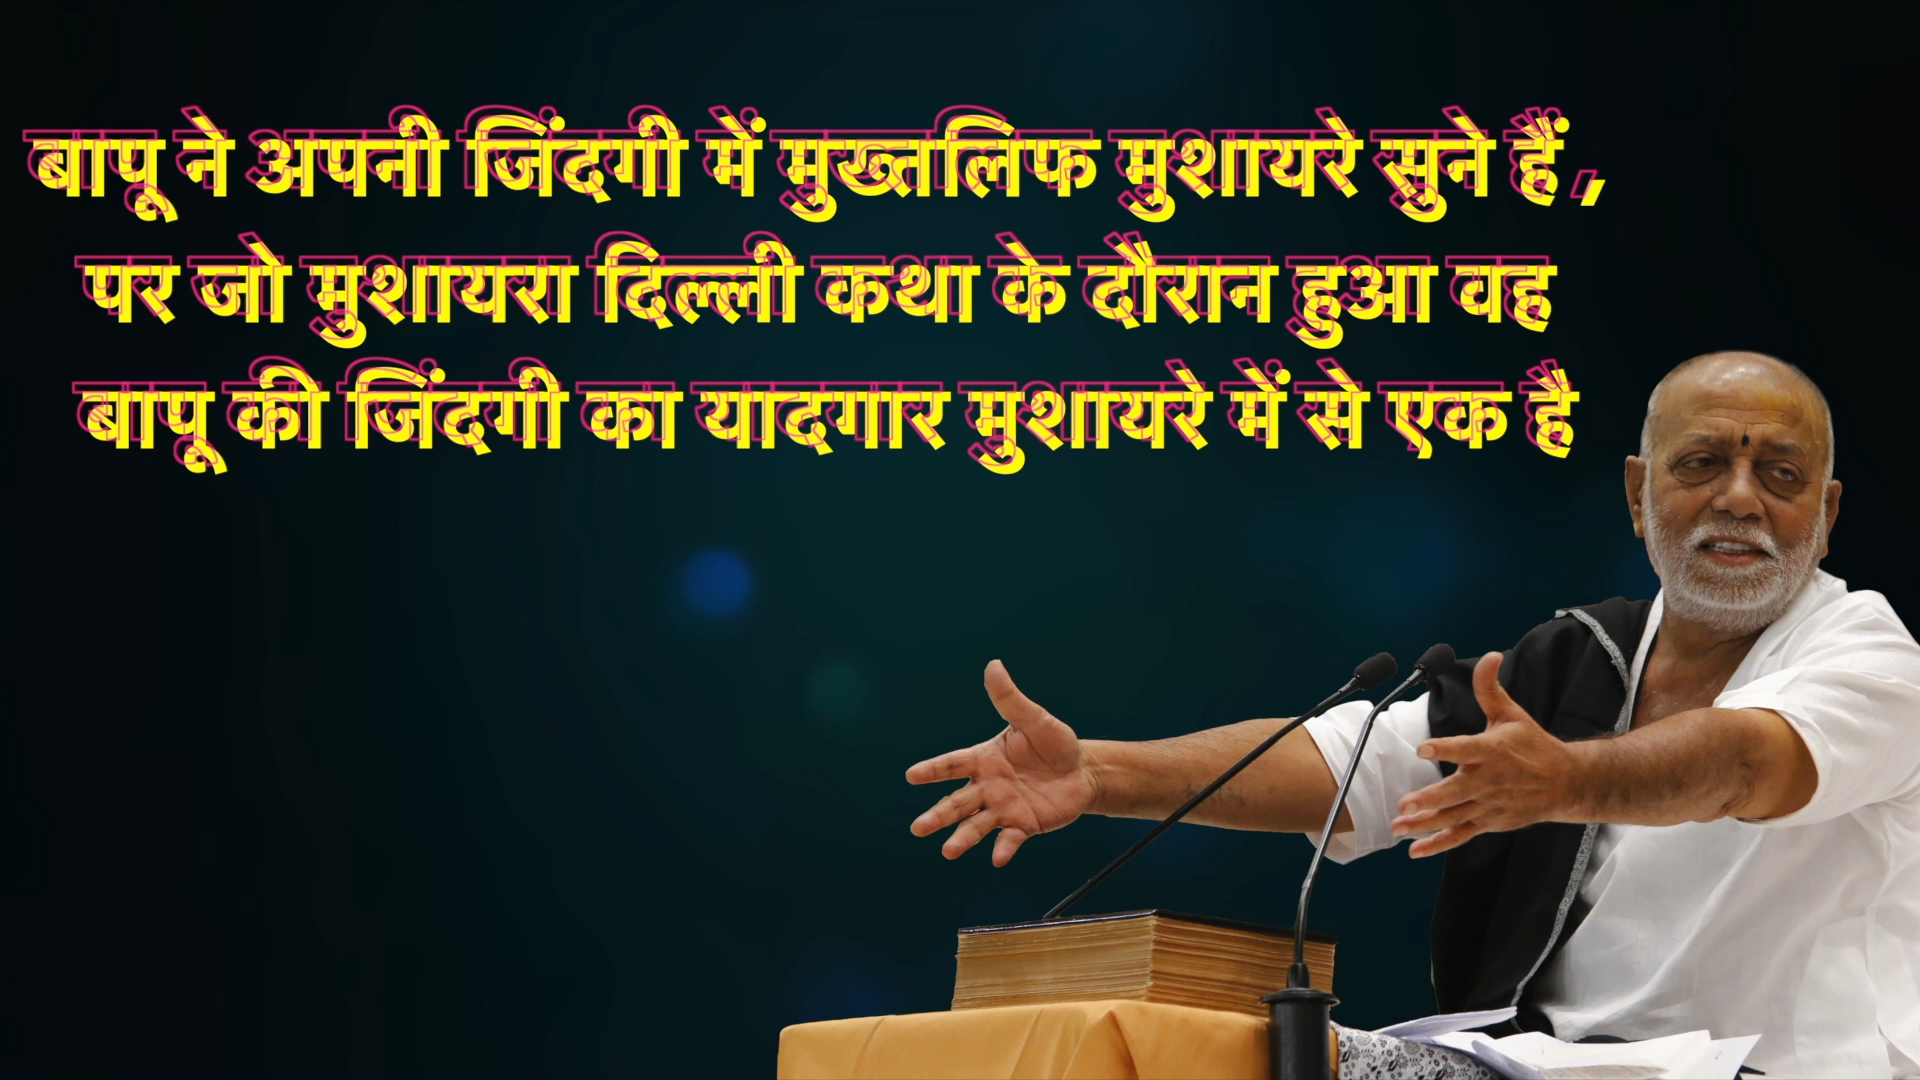 बापू ने अपनी जिंदगी में मुख्तलिफ मुशायरे सुने हैं ,
पर जो मुशायरा दिल्ली कथा के दौरान हुआ वह
बापू की जिंदगी का यादगार मुशायरे में से एक है